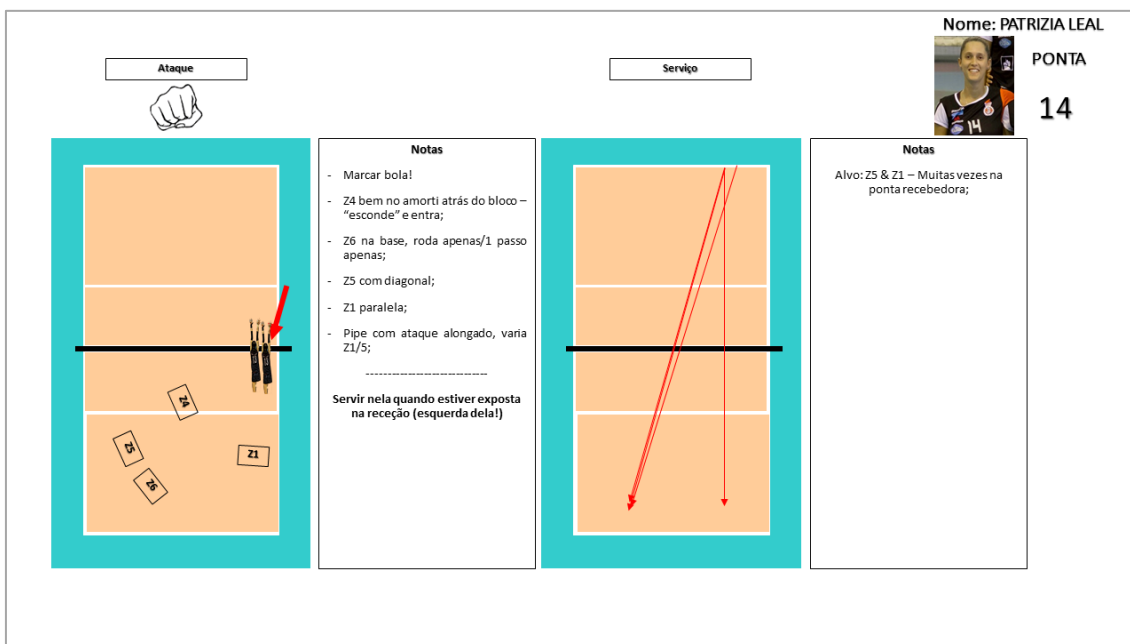 Nome: PATRIZIA LEAL
PONTA
14
Ataque
Serviço
14
Notas
- Marcar bola!
- Z4 bem no amorti atrás do bloco –
“esconde” e entra;
- Z6 na base, roda apenas/1 passo
apenas;
- Z5 com diagonal;
- Z1 paralela;
- Pipe com ataque alongado, varia
Z1/5;
------------------------------
Servir nela quando estiver exposta
na receção (esquerda dela!)
Z4
Z5
Z1
Z6
Notas
Alvo: Z5 & Z1 – Muitas vezes na
ponta recebedora;